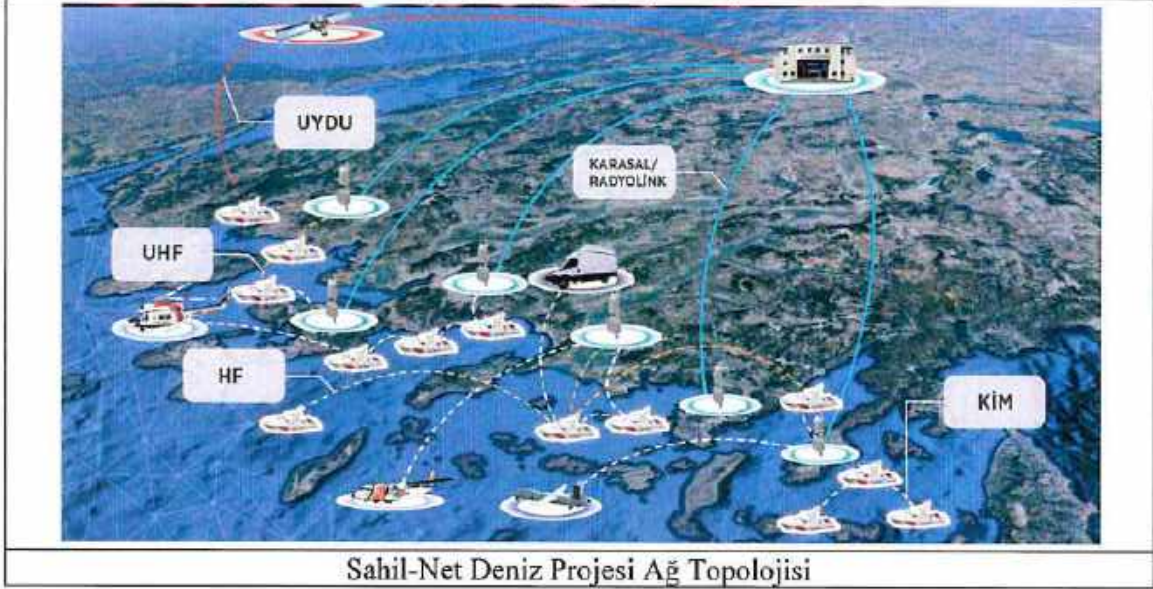 UYDU
KARASAL/
RADYOLİNK
UHF
HF
KİM
Sahil-Net Deniz Projesi Ağ Topolojisi